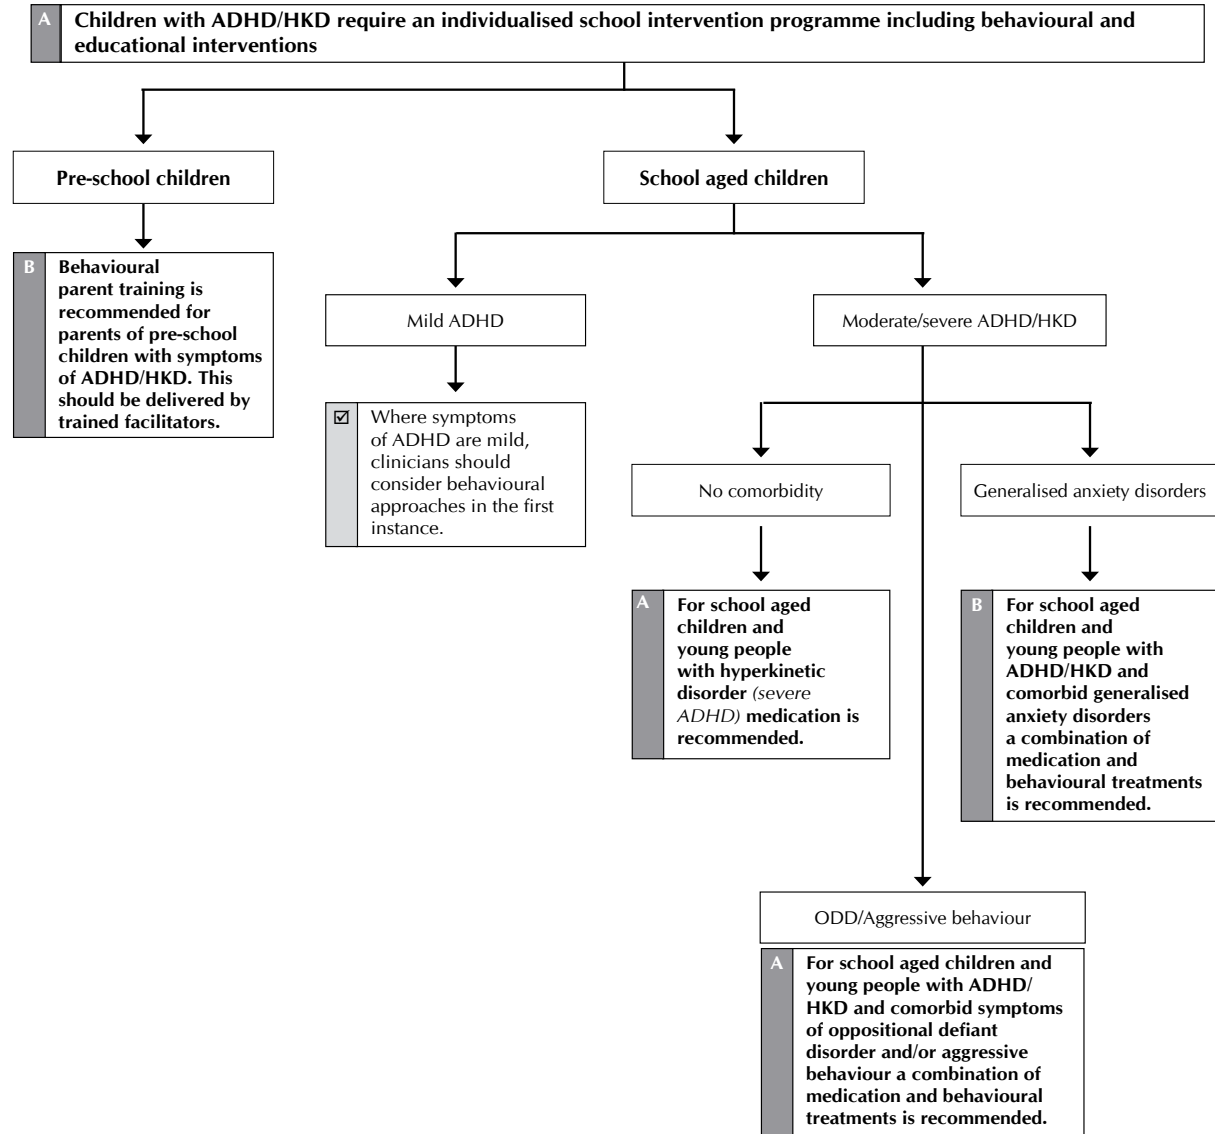 A
Children with ADHD/HKD require an individualised school intervention programme including behavioural and
educational interventions
Pre-school children
School aged children
B
Behavioural
parent training is
recommended for
parents of pre-school
children with symptoms
of ADHD/HKD. This
should be delivered by
trained facilitators.
Mild ADHD
Moderate/severe ADHD/HKD
☑
Where symptoms
of ADHD are mild,
clinicians should
consider behavioural
approaches in the first
instance.
No comorbidity
Generalised anxiety disorders
A
For school aged
children and
young people
with hyperkinetic
disorder (severe
ADHD) medication is
recommended.
B
For school aged
children and
young people with
ADHD/HKD and
comorbid generalised
anxiety disorders
a combination of
medication and
behavioural treatments
is recommended.
ODD/Aggressive behaviour
A
For school aged children and
young people with ADHD/
HKD and comorbid symptoms
of oppositional defiant
disorder and/or aggressive
behaviour a combination of
medication and behavioural
treatments is recommended.